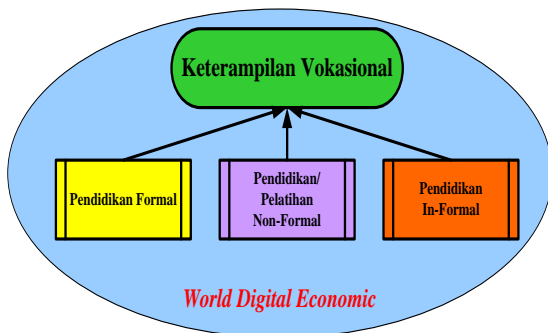 Keterampilan Vokasional
Pendidikan Formal
Pendidikan/
Pelatihan
Non-Formal
Pendidikan
In-Formal
World Digital Economic